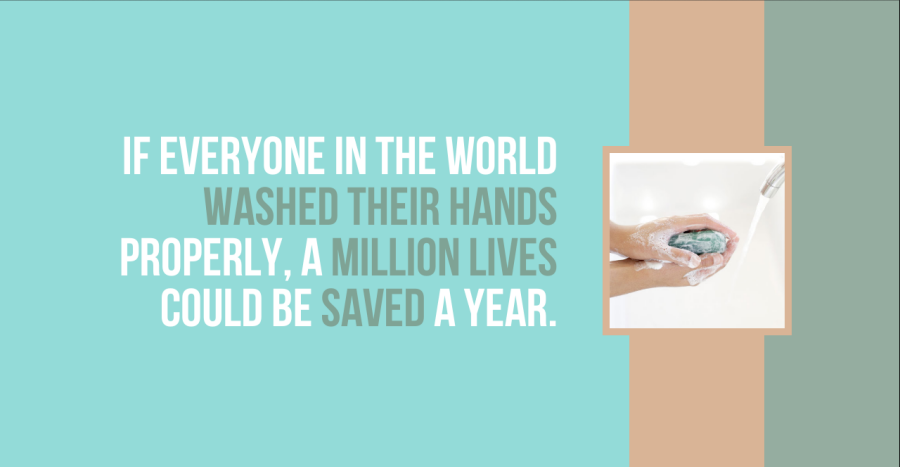 IF EVERYONE IN THE WORLD
WASHED THEIR HANDS
PROPERLY, A MILLION LIVES
COULD BE SAVED A YEAR.